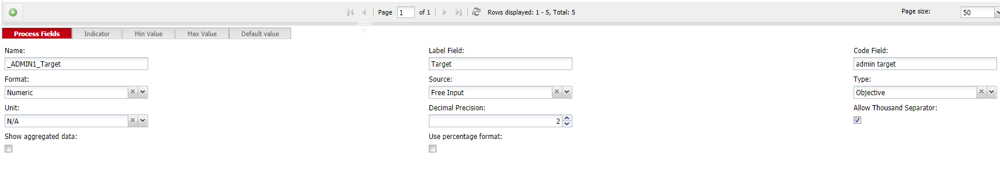 Page 1 of 1 Rows displayed: 1 - 5, Total: 5 Page size: 50
Process Fields Indicator Min Value Max Value Default value
Name: Label Field: Code Field:
_ADMIN1_Target Target admin target
Format: Source: Type:
Numeric Free Input Objective
Unit: Decimal Precision: Allow Thousand Separator:
N/A 2
Show aggregated data: Use percentage format: